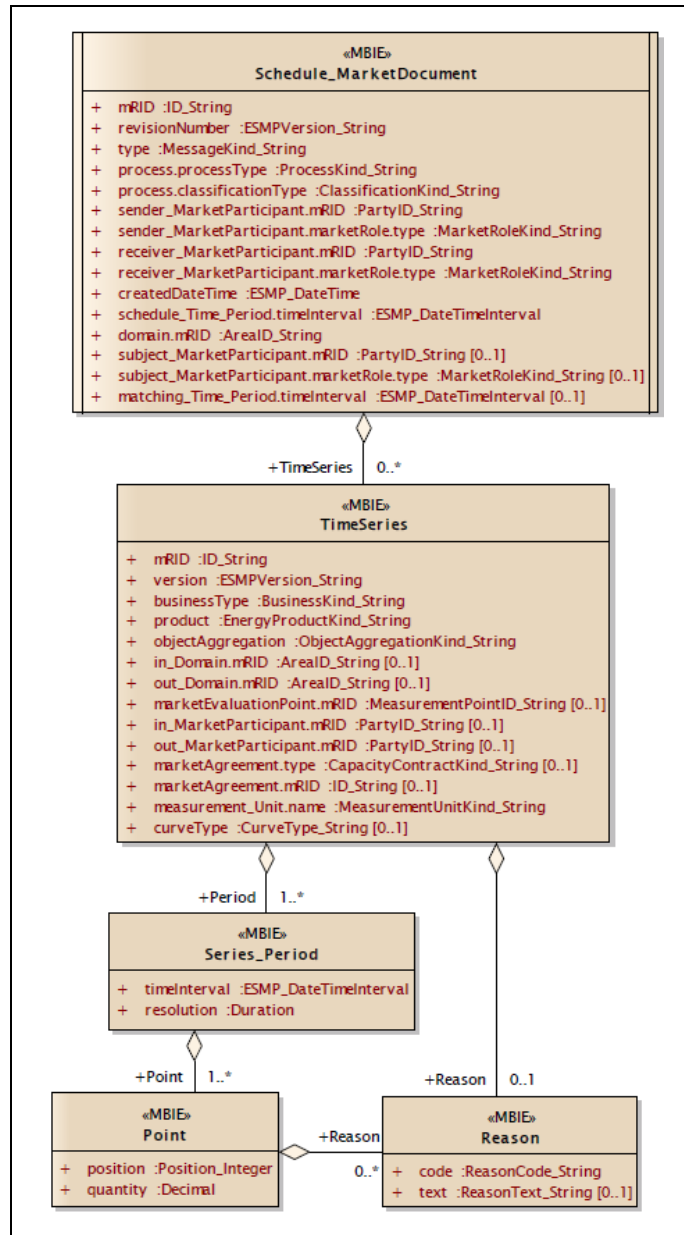 «MBIE»
Schedule_MarketDocument
+ mRID :ID_String
+ revisionNumber :ESMPVersion_String
+ type :MessageKind_String
+ process.processType :ProcessKind_String
+ process.classificationType :ClassificationKind_String
+ sender_MarketParticipant.mRID :PartyID_String
+ sender_MarketParticipant.marketRole.type :MarketRoleKind_String
+ receiver_MarketParticipant.mRID :PartyID_String
+ receiver_MarketParticipant.marketRole.type :MarketRoleKind_String
+ createdDateTime :ESMP_DateTime
+ schedule_Time_Period.timeInterval :ESMP_DateTimeInterval
+ domain.mRID :AreaID_String
+ subject_MarketParticipant.mRID :PartyID_String [0..1]
+ subject_MarketParticipant.marketRole.type :MarketRoleKind_String [0..1]
+ matching_Time_Period.timeInterval :ESMP_DateTimeInterval [0..1]
+TimeSeries 0..*
«MBIE»
TimeSeries
+ mRID :ID_String
+ version :ESMPVersion_String
+ businessType :BusinessKind_String
+ product :EnergyProductKind_String
+ objectAggregation :ObjectAggregationKind_String
+ in_Domain.mRID :AreaID_String [0..1]
+ out_Domain.mRID :AreaID_String [0..1]
+ marketEvaluationPoint.mRID :MeasurementPointID_String [0..1]
+ in_MarketParticipant.mRID :PartyID_String [0..1]
+ out_MarketParticipant.mRID :PartyID_String [0..1]
+ marketAgreement.type :CapacityContractKind_String [0..1]
+ marketAgreement.mRID :ID_String [0..1]
+ measurement_Unit.name :MeasurementUnitKind_String
+ curveType :CurveType_String [0..1]
+Period 1..*
«MBIE»
Series_Period
+ timeInterval :ESMP_DateTimeInterval
+ resolution :Duration
+Point 1..*
+Reason 0..1
«MBIE»
Point
+ position :Position_Integer
+ quantity :Decimal
+Reason
0..*
«MBIE»
Reason
+ code :ReasonCode_String
+ text :ReasonText_String [0..1]